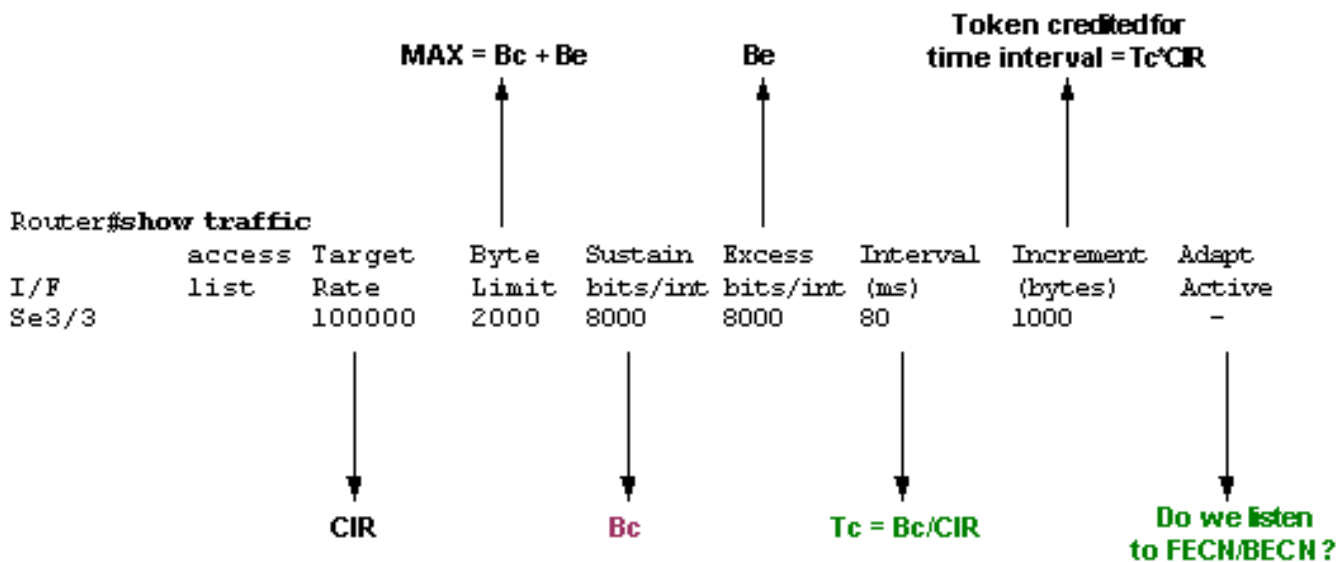 Token credited for
MAX = Bc + Be Be time interval = Tc*CIR
Router#show traffic
access Target Byte Sustain Excess Interval Increment Adapt
I/F list Rate Limit bits/int bits/int (ms) (bytes) Active
Se3/3 100000 2000 8000 8000 80 1000 -
CIR Bc Tc = Bc/CIR Do we listen
to FECN/BECN ?